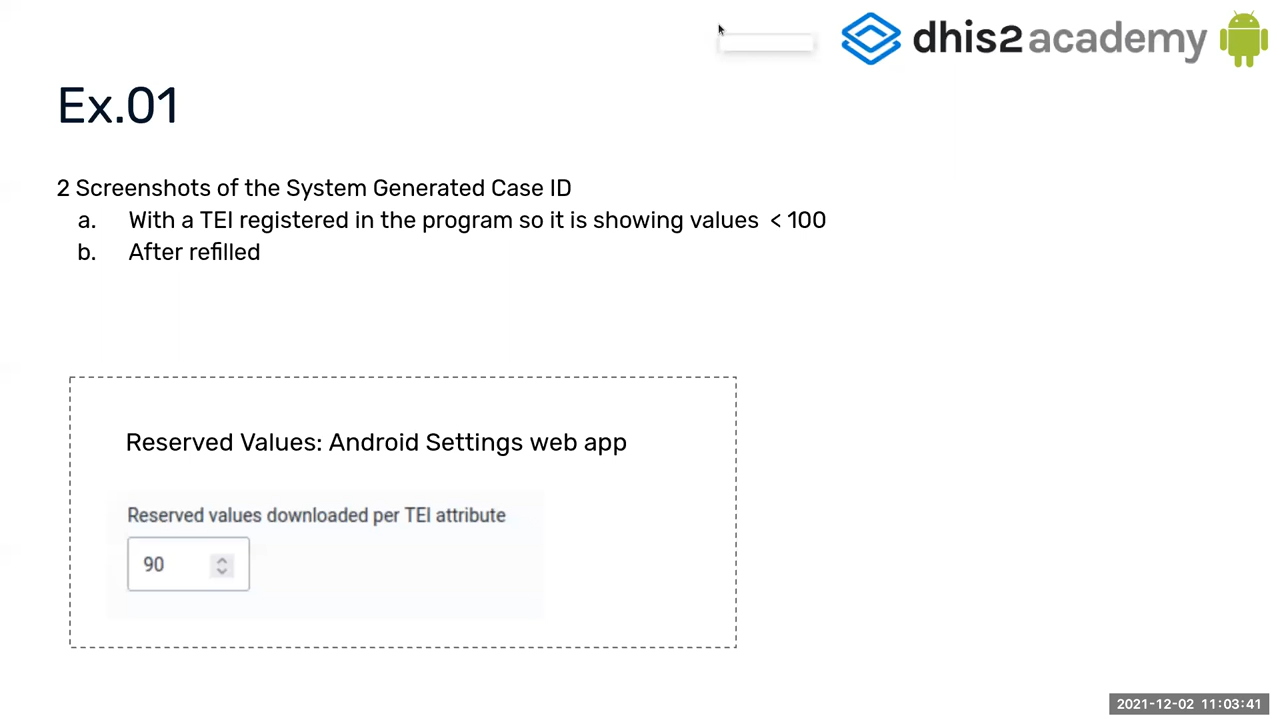 dhis2academy
Ex.01
2 Screenshots of the System Generated Case ID
a. With a TEI registered in the program so it is showing values < 100
b. After refilled
Reserved Values: Android Settings web app
Reserved values downloaded per TEI attribute
90
2021-12-02 11:03:41